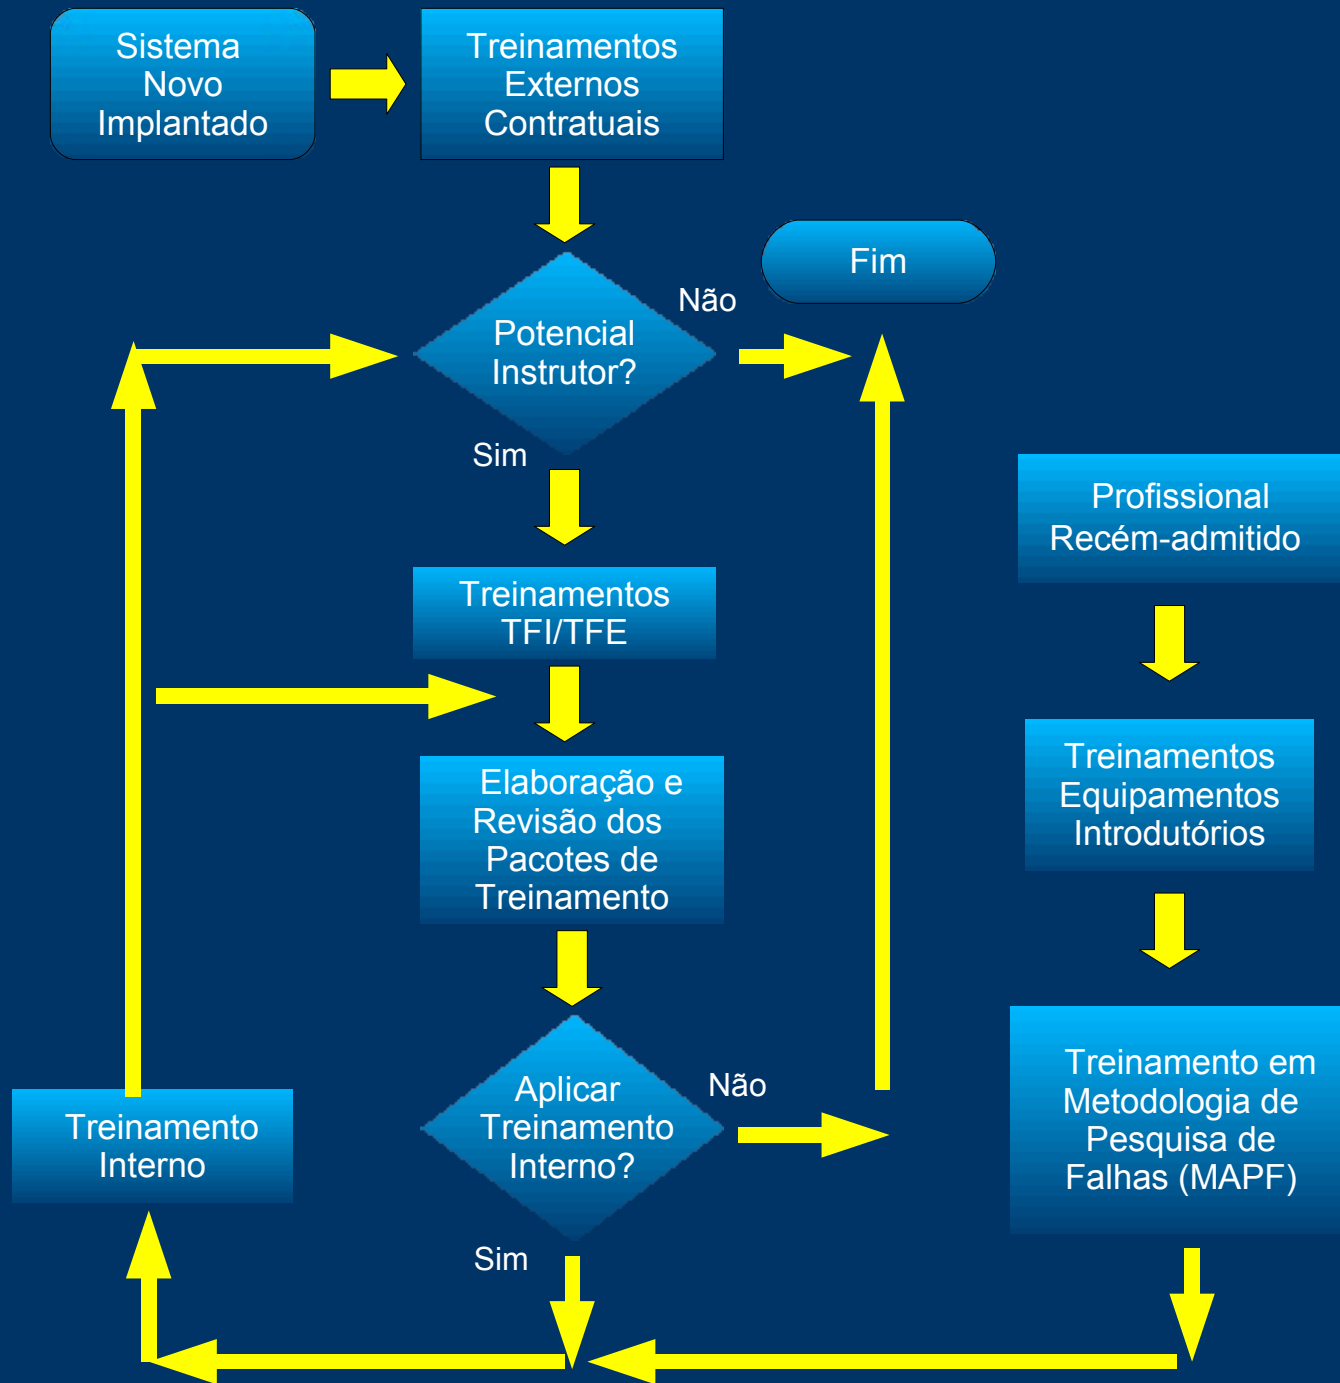 Sistema
Novo
Implantado
Treinamentos
Externos
Contratuais
Fim
Não
Potencial
Instrutor?
Sim
Profissional
Recém-admitido
Treinamentos
TFI/TFE
Treinamentos
Equipamentos
Introdutórios
Elaboração e
Revisão dos
Pacotes de
Treinamento
Aplicar
Treinamento
Interno?
Não
Sim
Treinamento
Interno
Treinamento em
Metodologia de
Pesquisa de
Falhas (MAPF)